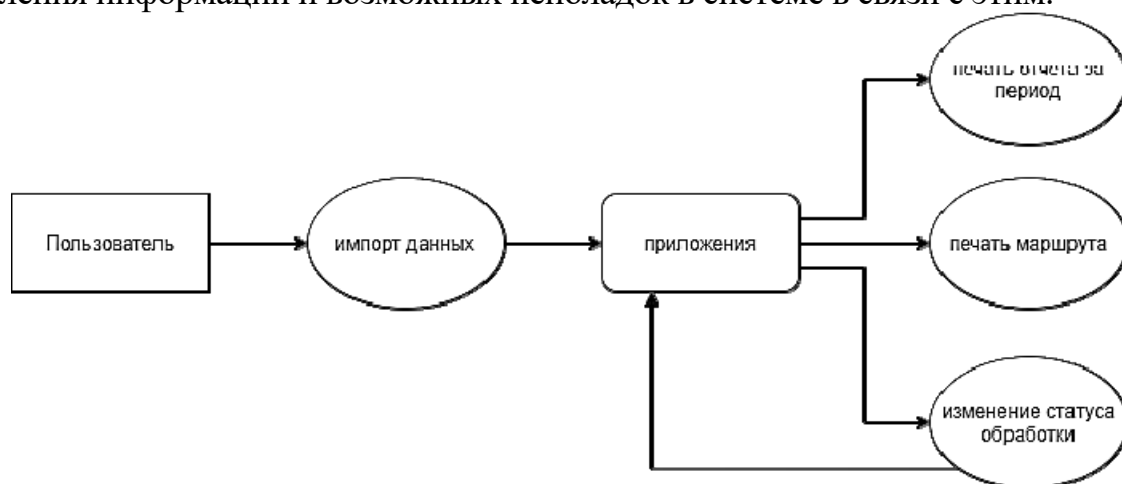 ления информации и возможных неполадок в системе в связи с этим.
печать отчета за
период
Пользователь
импорт данных
приложения
печать маршрута
изменение статуса
обработки